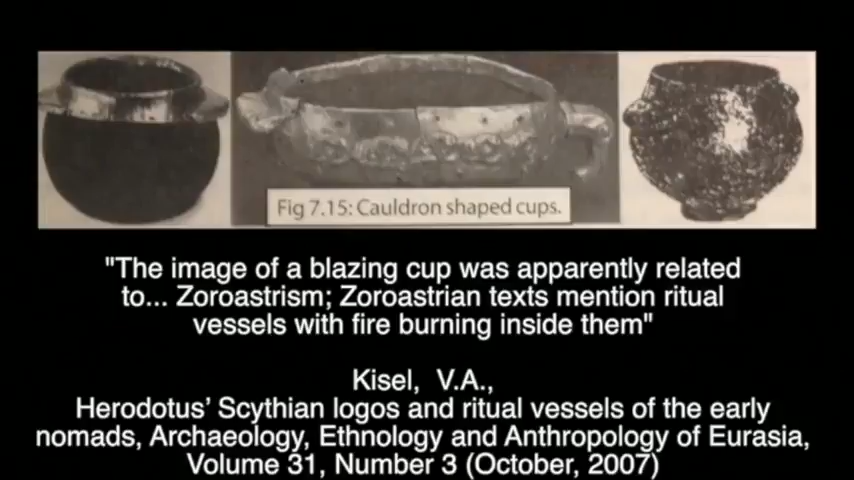 Fig 7.15: Cauldron shaped cups.
"The image of a blazing cup was apparently related
to... Zoroastrism; Zoroastrian texts mention ritual
vessels with fire burning inside them"
Kisel, V.A.,
Herodotus' Scythian logos and ritual vessels of the early
nomads, Archaeology, Ethnology and Anthropology of Eurasia,
Volume 31, Number 3 (October, 2007)